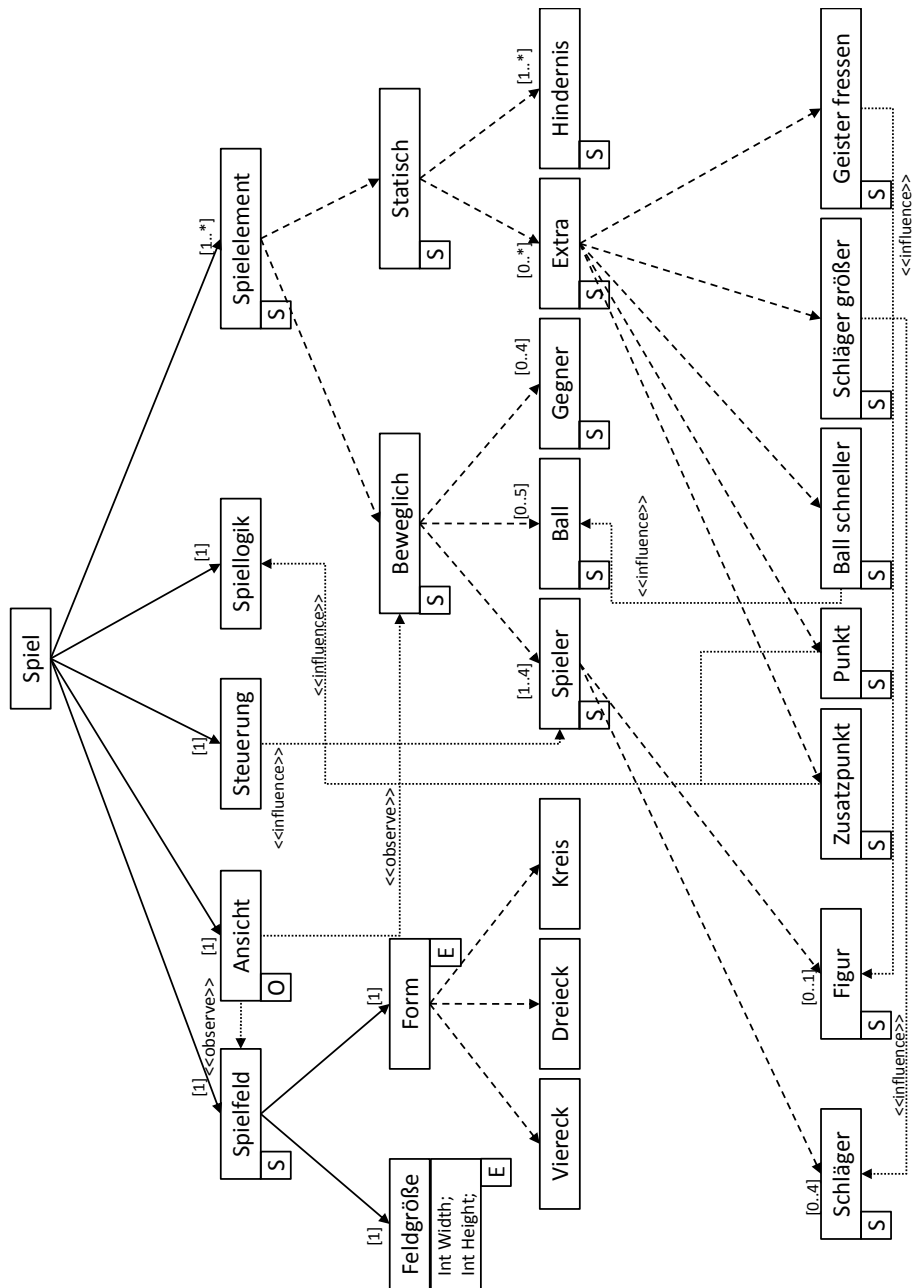 Spiel
[1]
[1]
[1]
[1]
[1..*]
<<observe>>
Spielfeld
S
Ansicht
O
Steuerung
Spiellogik
Spielelement
S
<<influence>>
<<influence>>
[1]
[1]
<<observe>>
Feldgröße
Int Width;
Int Height;
E
Form
E
Beweglich
S
Statisch
S
[1..4]
[0..5]
[0..4]
[0..*]
[1..*]
Viereck
Dreieck
Kreis
Spieler
S
Ball
S
Gegner
S
Extra
S
Hindernis
S
<<influence>>
[0..4]
[0..1]
Schläger
S
Figur
S
Zusatzpunkt
S
Punkt
S
Ball schneller
S
Schläger größer
S
Geister fressen
S
<<influence>>
<<influence>>